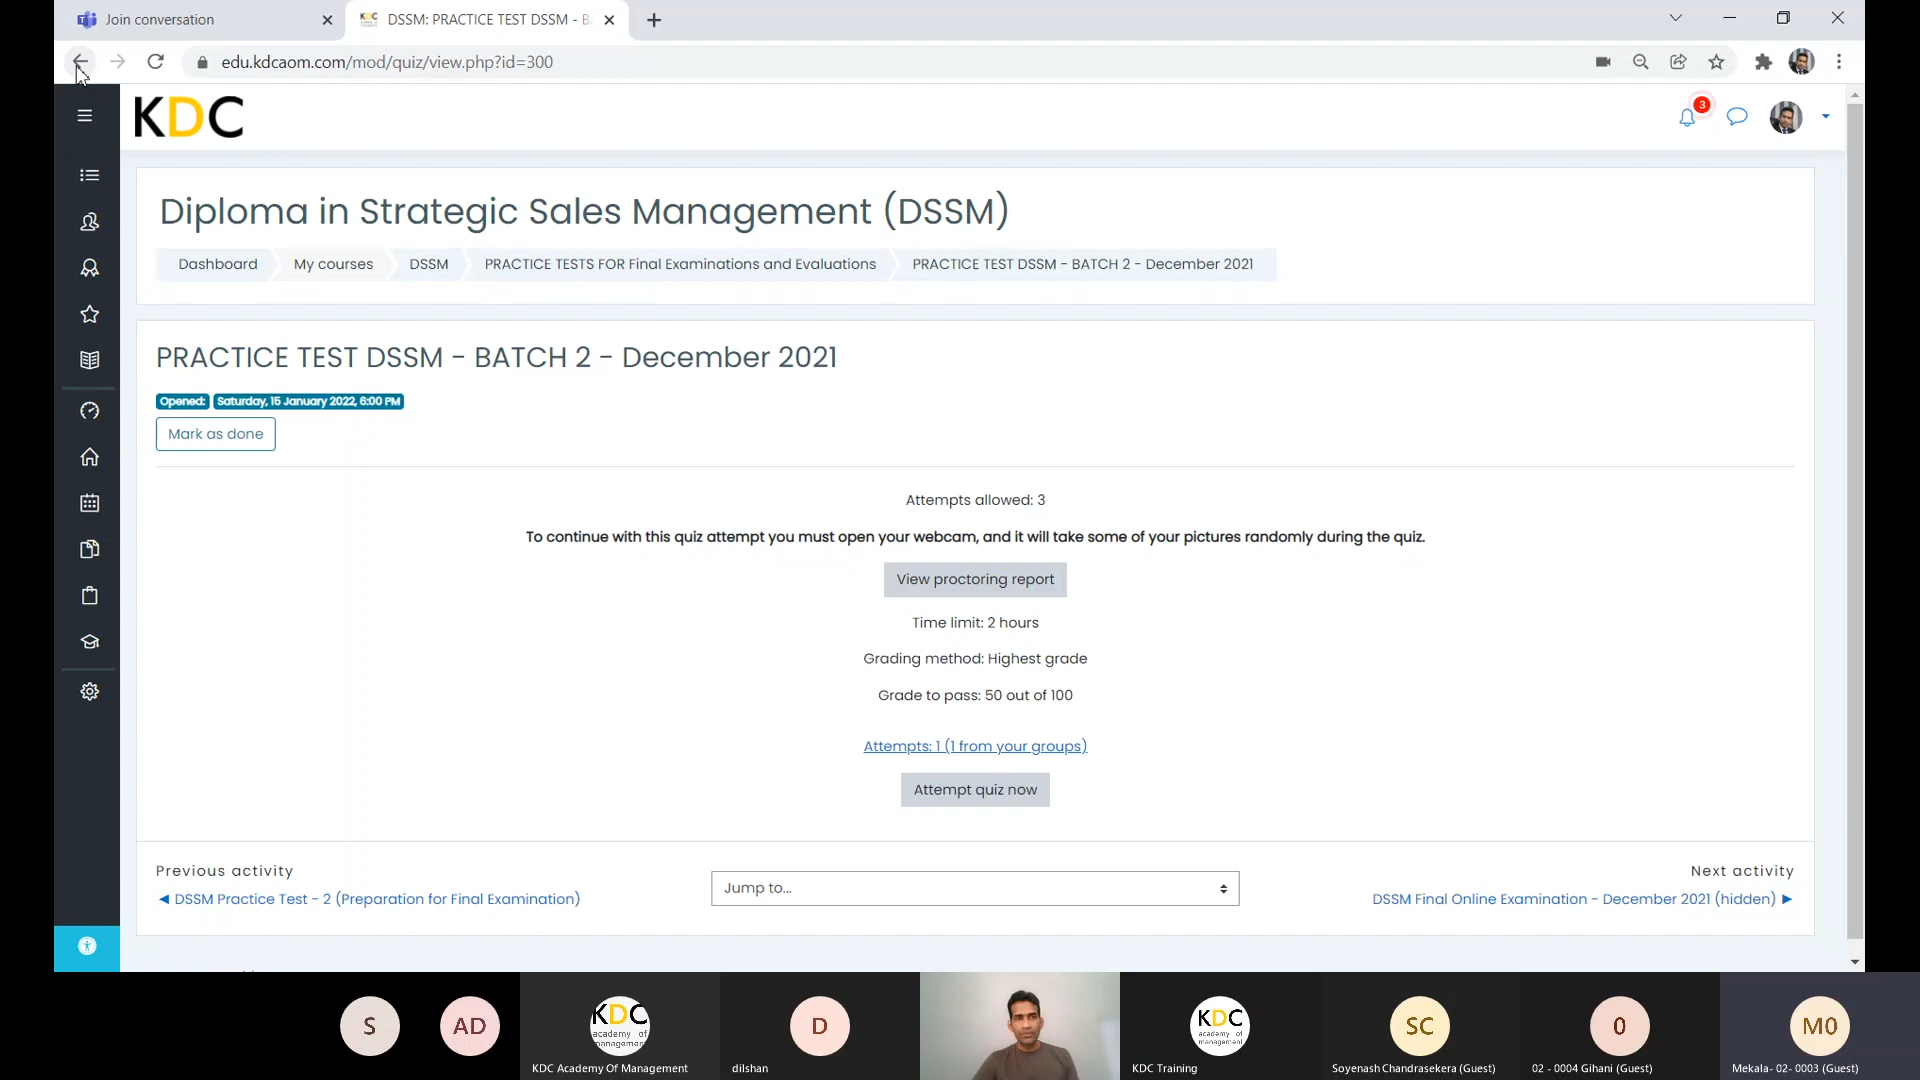 Join conversation
DSSM: PRACTICE TEST DSSM - B
edu.kdcaom.com/mod/quiz/view.php?id=300
KDC
3
Diploma in Strategic Sales Management (DSSM)
Dashboard
My courses
DSSM
PRACTICE TESTS FOR Final Examinations and Evaluations
PRACTICE TEST DSSM - BATCH 2 - December 2021
PRACTICE TEST DSSM - BATCH 2 - December 2021
Opened: Saturday, 15 January 2022, 6:00 PM
Mark as done
Attempts allowed: 3
To continue with this quiz attempt you must open your webcam, and it will take some of your pictures randomly during the quiz.
View proctoring report
Time limit: 2 hours
Grading method: Highest grade
Grade to pass: 50 out of 100
Attempts: 1 (1 from your groups)
Attempt quiz now
Previous activity
◄ DSSM Practice Test - 2 (Preparation for Final Examination)
Jump to...
Next activity
DSSM Final Online Examination - December 2021 (hidden) ►
S
AD
KDC
academy of
management
KDC Academy Of Management
D
dilshan
KDC
academy of
management
KDC Training
SC
Soyenash Chandrasekera (Guest)
0
02 - 0004 Gihani (Guest)
M0
Mekala- 02- 0003 (Guest)